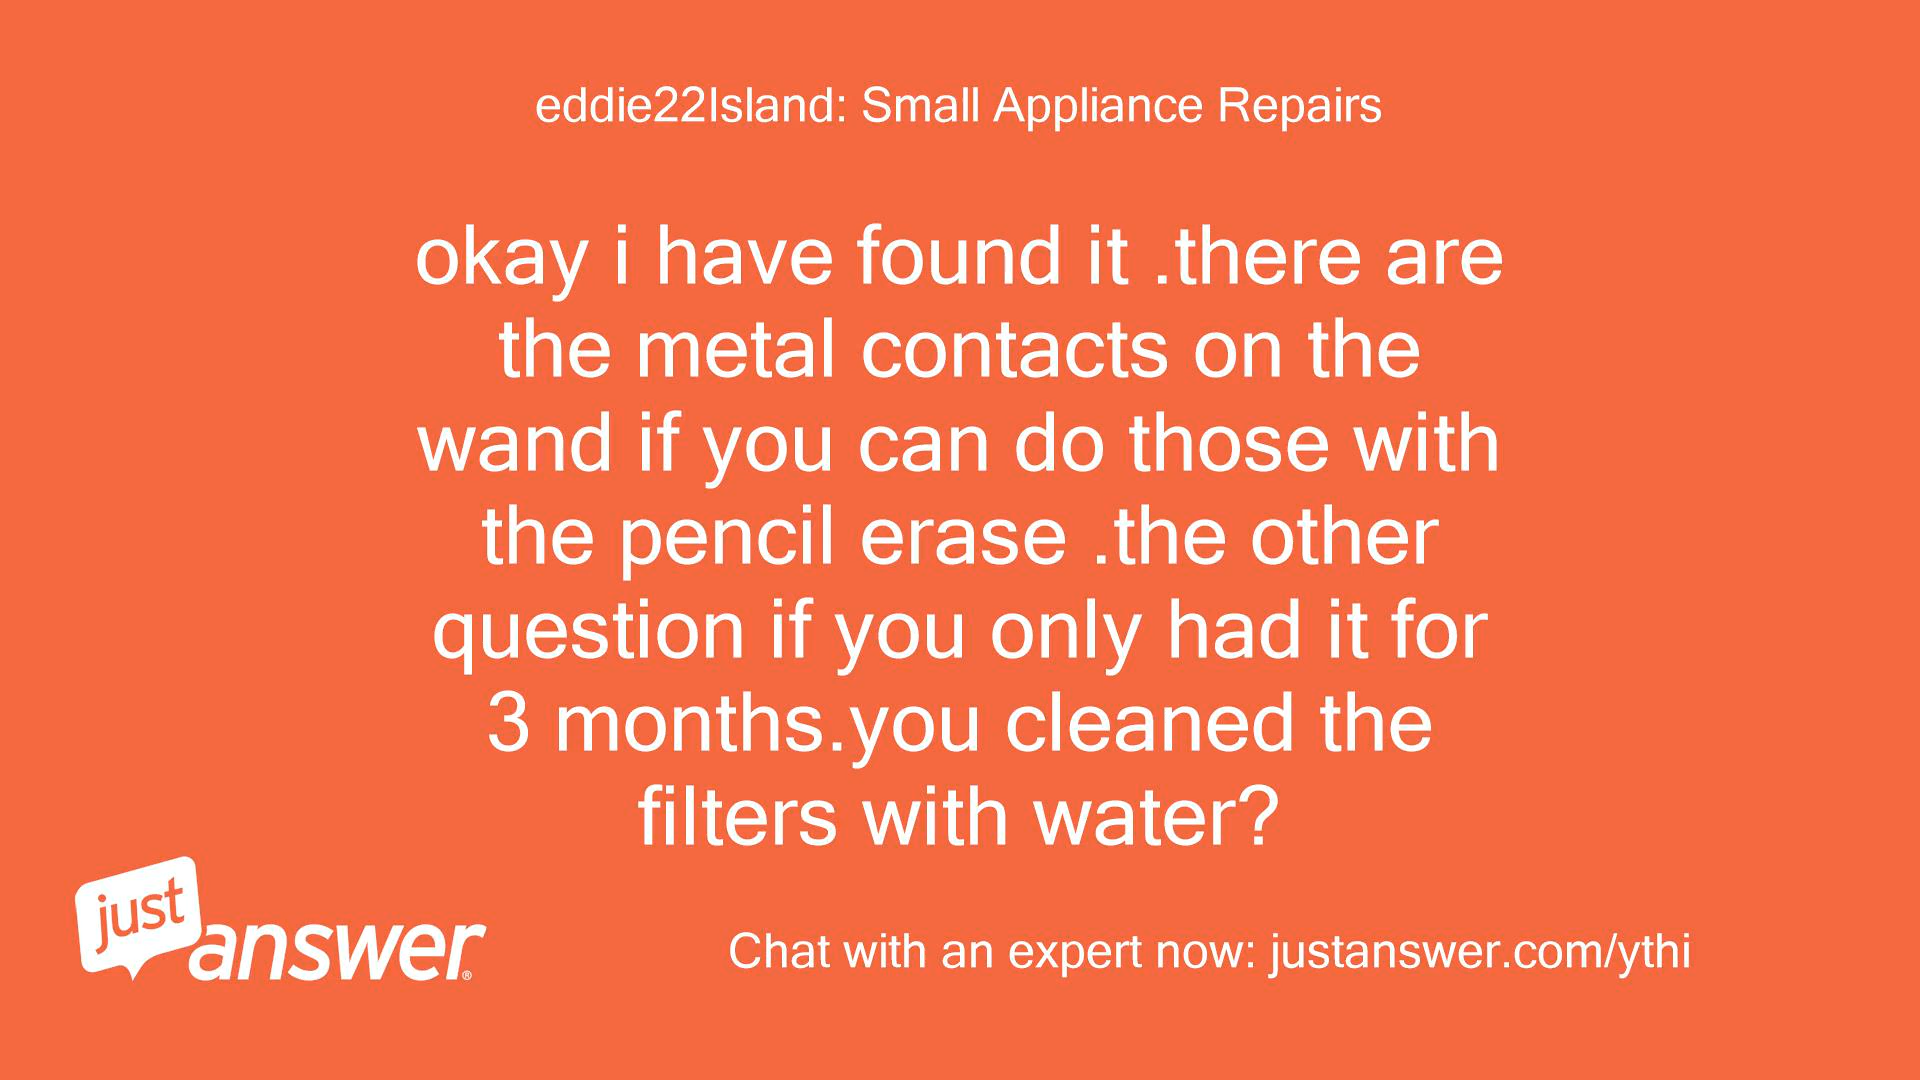 eddie22Island: Small Appliance Repairs
okay i have found it .there are
the metal contacts on the
wand if you can do those with
the pencil erase .the other
question if you only had it for
3 months.you cleaned the
filters with water?
just
answer®
Chat with an expert now: justanswer.com/ythi